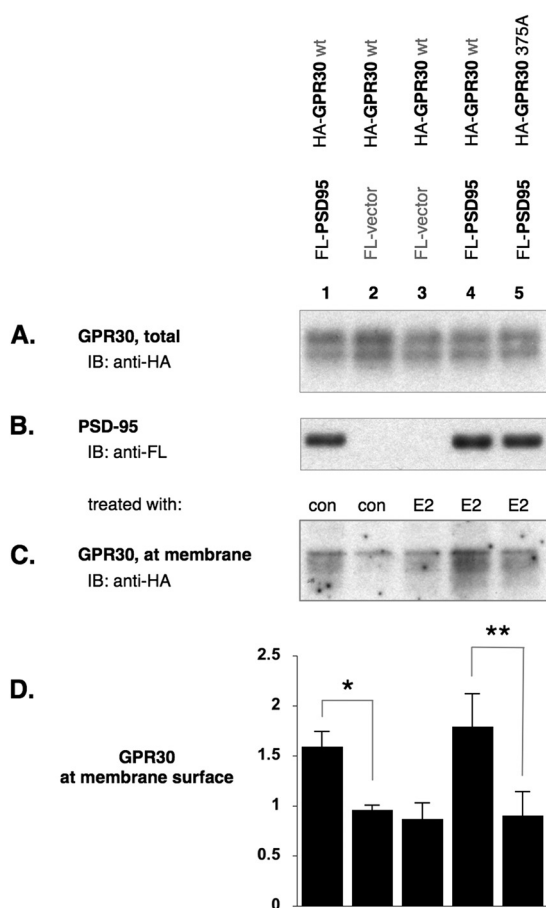 HA-GPR30 wt
HA-GPR30 wt
HA-GPR30 wt
HA-GPR30 wt
HA-GPR30 375A
FL-PSD95
FL-vector
FL-vector
FL-PSD95
FL-PSD95
1 2 3 4 5
A. GPR30, total
IB: anti-HA
B. PSD-95
IB: anti-FL
treated with: con con E2 E2 E2
C. GPR30, at membrane
IB: anti-HA
D.
GPR30
at membrane surface
2.5
2
1.5
1
0.5
0
*
**